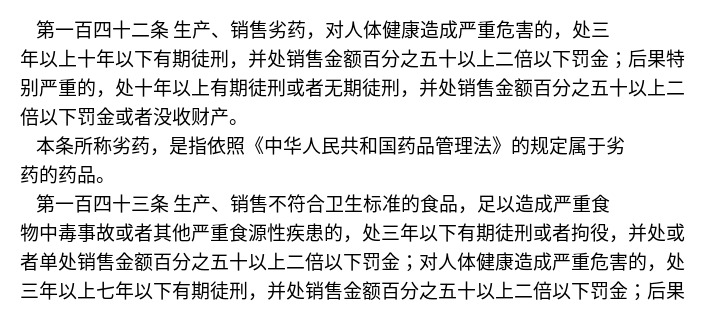 第一百四十二条 生产、销售劣药，对人体健康造成严重危害的，处三
年以上十年以下有期徒刑，并处销售金额百分之五十以上二倍以下罚金；后果特
别严重的，处十年以上有期徒刑或者无期徒刑，并处销售金额百分之五十以上二
倍以下罚金或者没收财产。
本条所称劣药，是指依照《中华人民共和国药品管理法》的规定属于劣
药的药品。
第一百四十三条 生产、销售不符合卫生标准的食品，足以造成严重食
物中毒事故或者其他严重食源性疾患的，处三年以下有期徒刑或者拘役，并处或
者单处销售金额百分之五十以上二倍以下罚金；对人体健康造成严重危害的，处
三年以上七年以下有期徒刑，并处销售金额百分之五十以上二倍以下罚金；后果